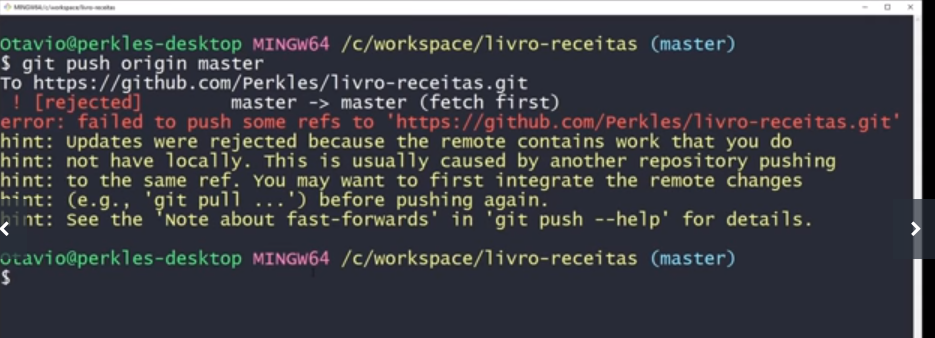 MINGW64:/c/workspace/livro-receitas
Otavio@perkles-desktop MINGW64 /c/workspace/livro-receitas (master)
$ git push origin master
To https://github.com/Perkles/livro-receitas.git
! [rejected] master -> master (fetch first)
error: failed to push some refs to 'https://github.com/Perkles/livro-receitas.git'
hint: Updates were rejected because the remote contains work that you do
hint: not have locally. This is usually caused by another repository pushing
hint: to the same ref. You may want to first integrate the remote changes
hint: (e.g., 'git pull ...') before pushing again.
hint: See the 'Note about fast-forwards' in 'git push --help' for details.
Otavio@perkles-desktop MINGW64 /c/workspace/livro-receitas (master)
$